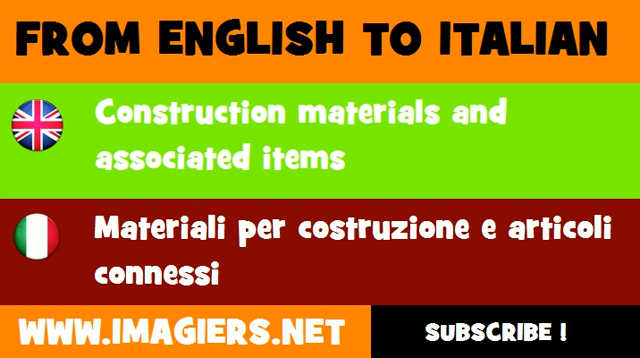 FROM ENGLISH TO ITALIAN
Construction materials and
associated items
Materiali per costruzione e articoli
connessi
WWW.IMAGIERS.NET
SUBSCRIBE !